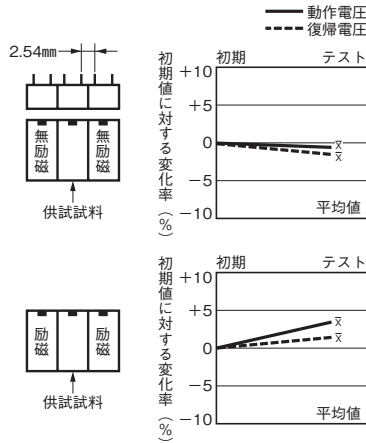 動作電圧
復帰電圧
2.54mm
無励磁
無励磁
供試試料
初期値に対する変化率(%)
初期
テスト
+10
+5
0
−5
−10
x̄
x̄
平均値
励磁
励磁
供試試料
初期値に対する変化率(%)
初期
テスト
+10
+5
0
−5
−10
x̄
x̄
平均値